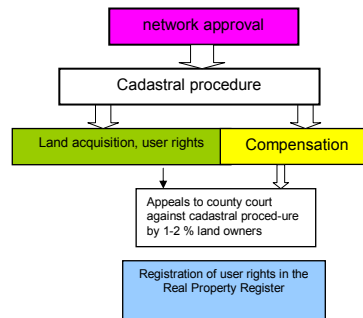 network approval
Cadastral procedure
Land acquisition, user rights
Compensation
Appeals to county court
against cadastral proced-ure
by 1-2 % land owners
Registration of user rights in the
Real Property Register